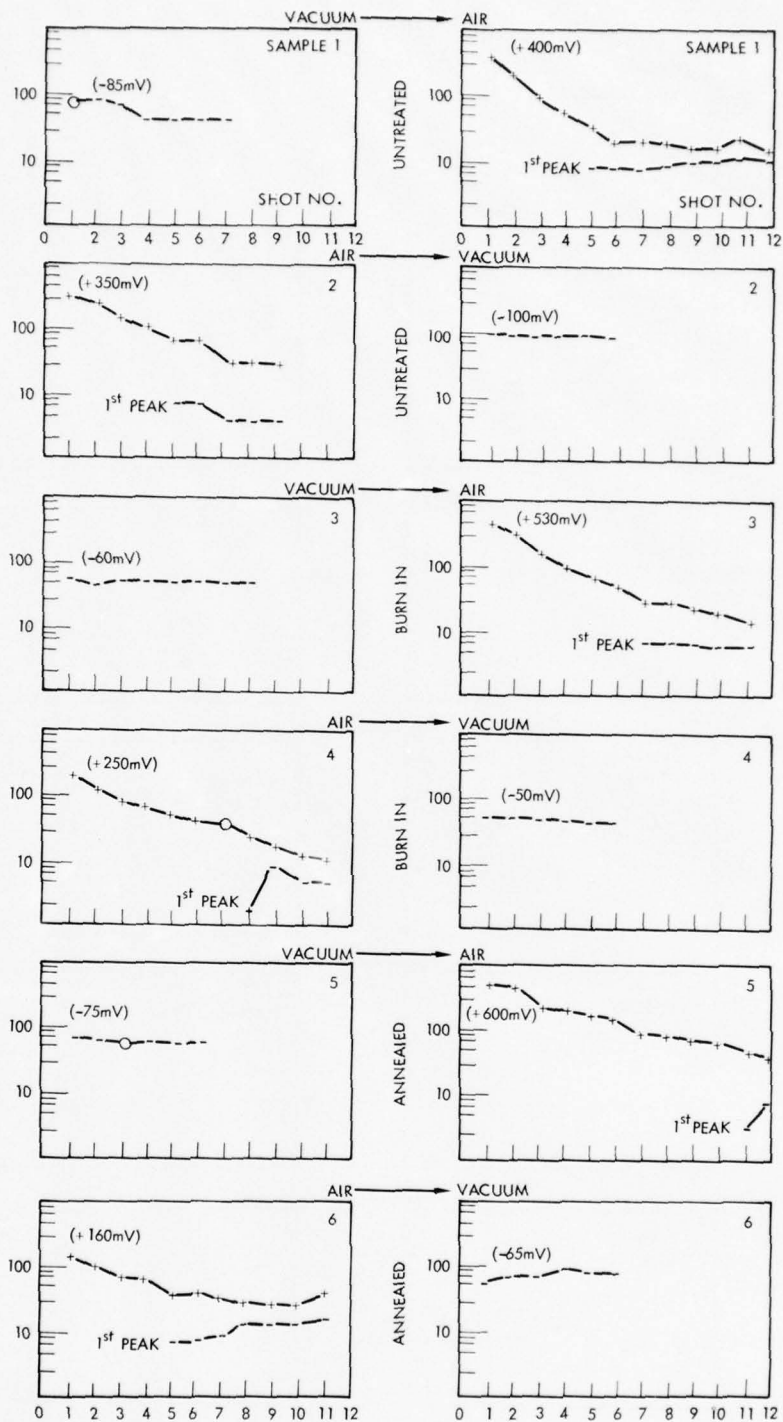 VACUUM → AIR
SAMPLE 1
(-85mV)
100
10
SHOT NO.
0 1 2 3 4 5 6 7 8 9 10 11 12
UNTREATED
SAMPLE 1
(+400mV)
100
10
1st PEAK
SHOT NO.
0 1 2 3 4 5 6 7 8 9 10 11 12
AIR → VACUUM
2
(+350mV)
100
10
1st PEAK
UNTREATED
2
(-100mV)
100
10
VACUUM → AIR
3
(-60mV)
100
10
BURN IN
3
(+530mV)
100
10
1st PEAK
AIR → VACUUM
4
(+250mV)
100
10
1st PEAK
BURN IN
4
(-50mV)
100
10
VACUUM → AIR
5
(-75mV)
100
10
ANNEALED
5
(+600mV)
100
10
1st PEAK
AIR → VACUUM
6
(+160mV)
100
10
1st PEAK
0 1 2 3 4 5 6 7 8 9 10 11 12
ANNEALED
6
(-65mV)
100
10
0 1 2 3 4 5 6 7 8 9 10 11 12